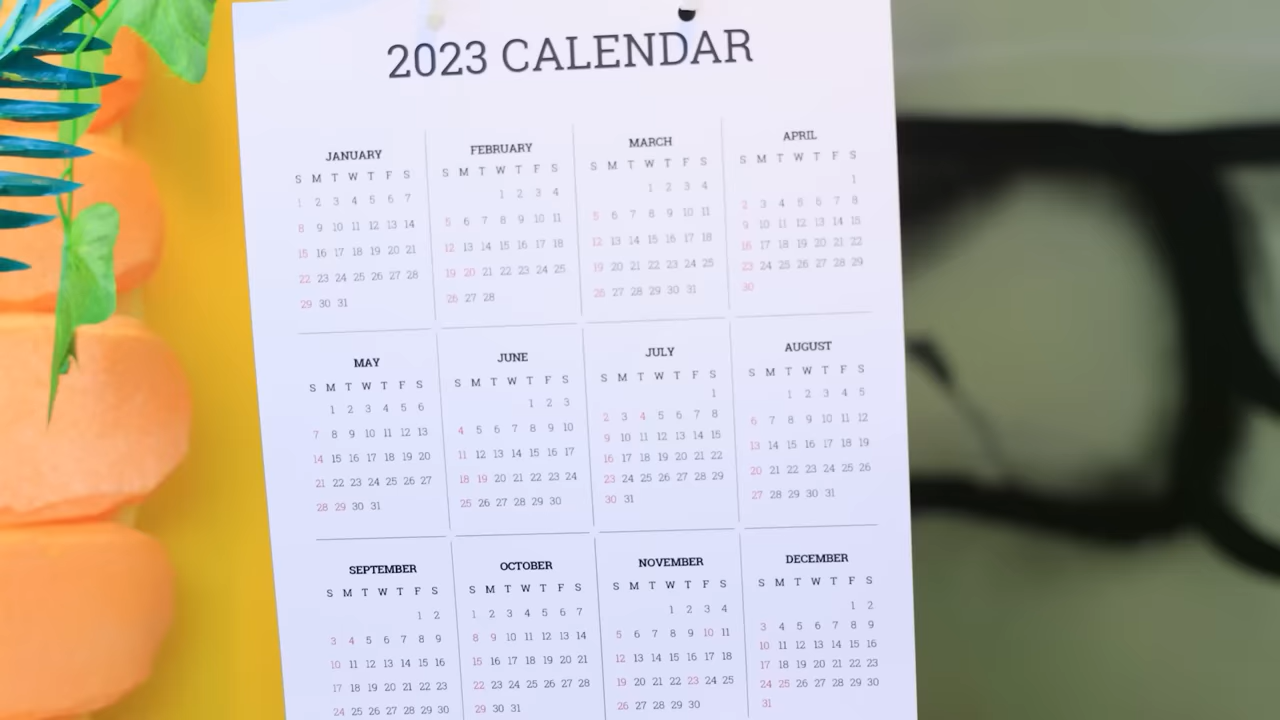 2023 CALENDAR
JANUARY
S M T W T F S
1 2 3 4 5 6 7
8 9 10 11 12 13 14
15 16 17 18 19 20 21
22 23 24 25 26 27 28
29 30 31
FEBRUARY
S M T W T F S
1 2 3 4
5 6 7 8 9 10 11
12 13 14 15 16 17 18
19 20 21 22 23 24 25
26 27 28
MARCH
S M T W T F S
1 2 3 4
5 6 7 8 9 10 11
12 13 14 15 16 17 18
19 20 21 22 23 24 25
26 27 28 29 30 31
APRIL
S M T W T F S
1
2 3 4 5 6 7 8
9 10 11 12 13 14 15
16 17 18 19 20 21 22
23 24 25 26 27 28 29
30
MAY
S M T W T F S
1 2 3 4 5 6
7 8 9 10 11 12 13
14 15 16 17 18 19 20
21 22 23 24 25 26 27
28 29 30 31
JUNE
S M T W T F S
1 2 3
4 5 6 7 8 9 10
11 12 13 14 15 16 17
18 19 20 21 22 23 24
25 26 27 28 29 30
JULY
S M T W T F S
1
2 3 4 5 6 7 8
9 10 11 12 13 14 15
16 17 18 19 20 21 22
23 24 25 26 27 28 29
30 31
AUGUST
S M T W T F S
1 2 3 4 5
6 7 8 9 10 11 12
13 14 15 16 17 18 19
20 21 22 23 24 25 26
27 28 29 30 31
SEPTEMBER
S M T W T F S
1 2
3 4 5 6 7 8 9
10 11 12 13 14 15 16
17 18 19 20 21 22 23
24 25 26 27 28 29 30
OCTOBER
S M T W T F S
1 2 3 4 5 6 7
8 9 10 11 12 13 14
15 16 17 18 19 20 21
22 23 24 25 26 27 28
29 30 31
NOVEMBER
S M T W T F S
1 2 3 4
5 6 7 8 9 10 11
12 13 14 15 16 17 18
19 20 21 22 23 24 25
26 27 28 29 30
DECEMBER
S M T W T F S
1 2
3 4 5 6 7 8 9
10 11 12 13 14 15 16
17 18 19 20 21 22 23
24 25 26 27 28 29 30
31